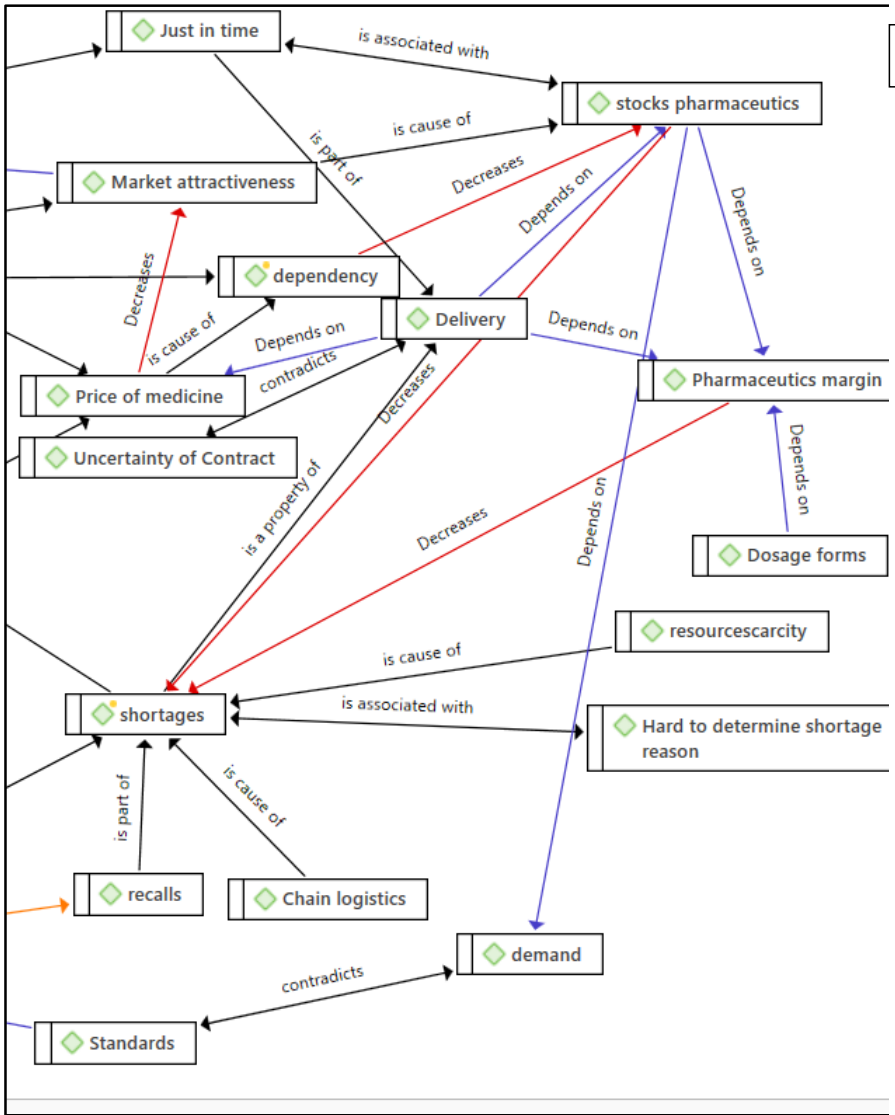 Just in time
is associated with
stocks pharmaceutics
is cause of
is part of
Market attractiveness
Decreases
Depends on
Depends on
dependency
Decreases
is cause of
Depends on
Delivery
Depends on
contradicts
Price of medicine
Decreases
Pharmaceutics margin
Uncertainty of Contract
is a property of
Depends on
Decreases
Depends on
Dosage forms
resourcescarcity
is cause of
is associated with
shortages
Hard to determine shortage
reason
is part of
is cause of
recalls
Chain logistics
demand
contradicts
Standards